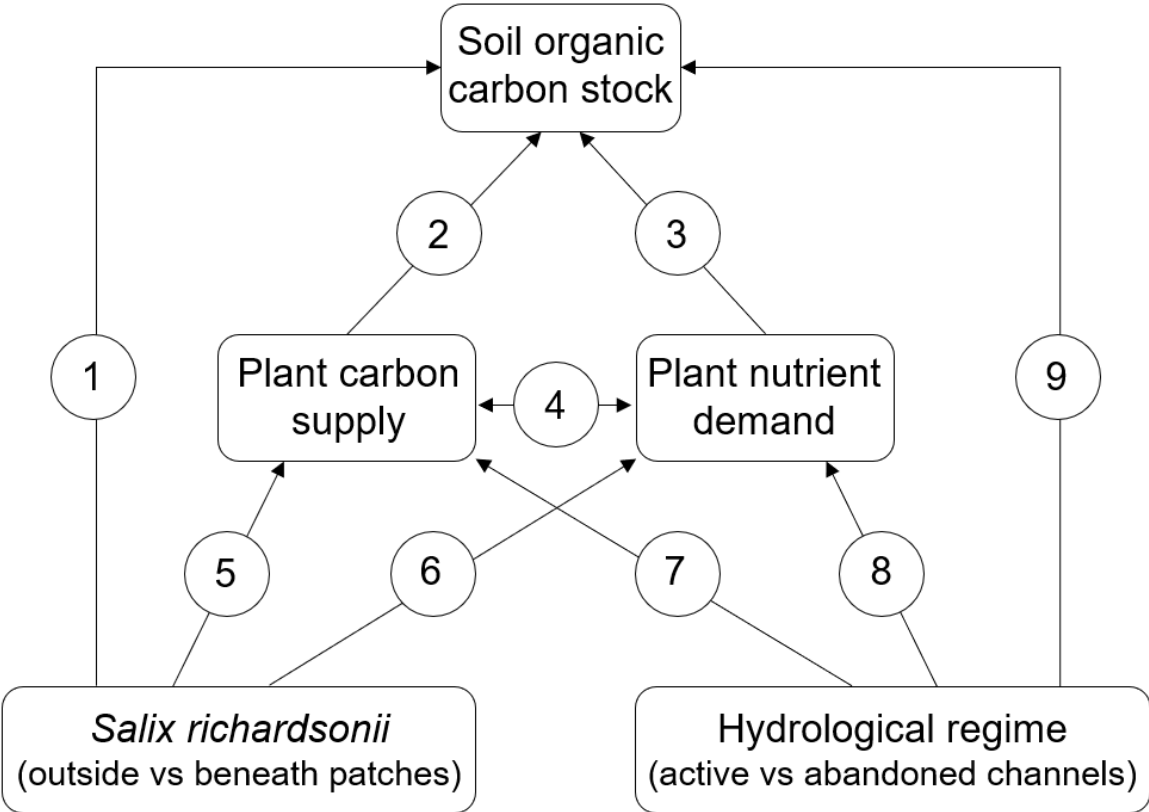 Soil organic
carbon stock
2
3
1
Plant carbon
supply
4
Plant nutrient
demand
9
5
6
7
8
Salix richardsonii
(outside vs beneath patches)
Hydrological regime
(active vs abandoned channels)